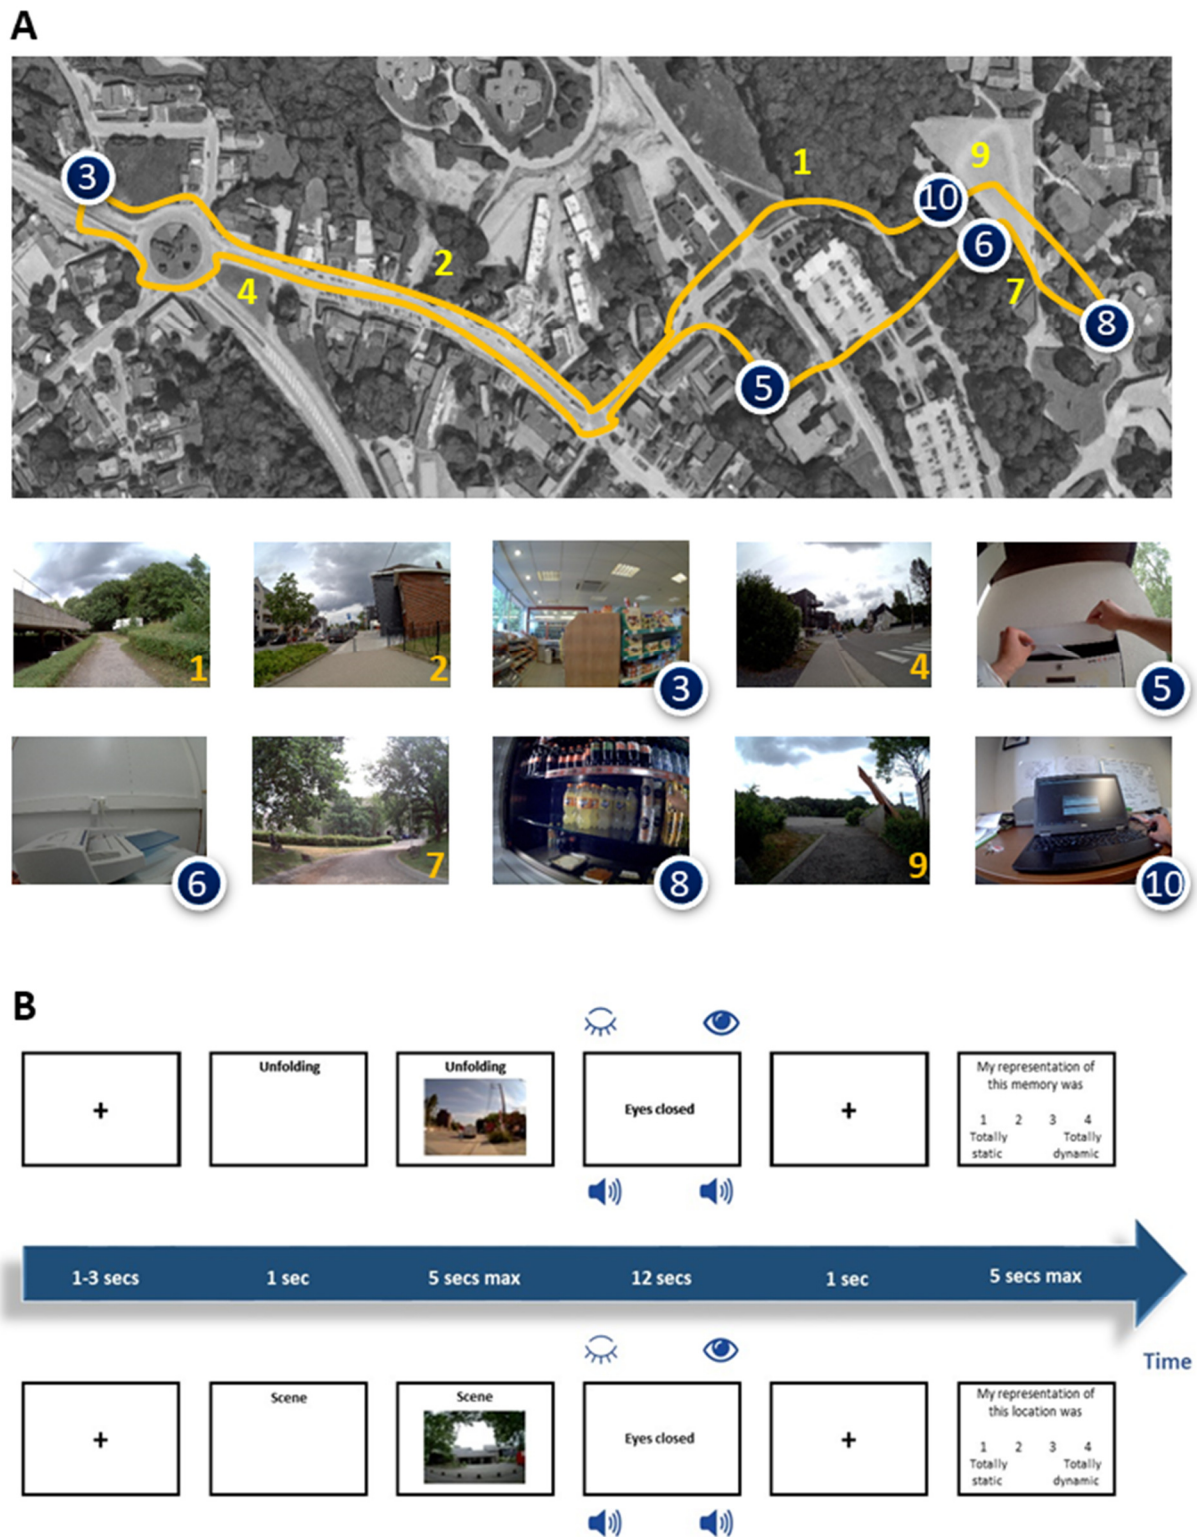 A
3
1
9
10
6
2
4
7
8
5
1
2
3
4
5
6
7
8
9
10
B
+
Unfolding
Unfolding
Eyes closed
+
My representation of
this memory was
1 2 3 4
Totally Totally
static dynamic
1-3 secs 1 sec 5 secs max 12 secs 1 sec 5 secs max
Time
+
Scene
Scene
Eyes closed
+
My representation of
this location was
1 2 3 4
Totally Totally
static dynamic